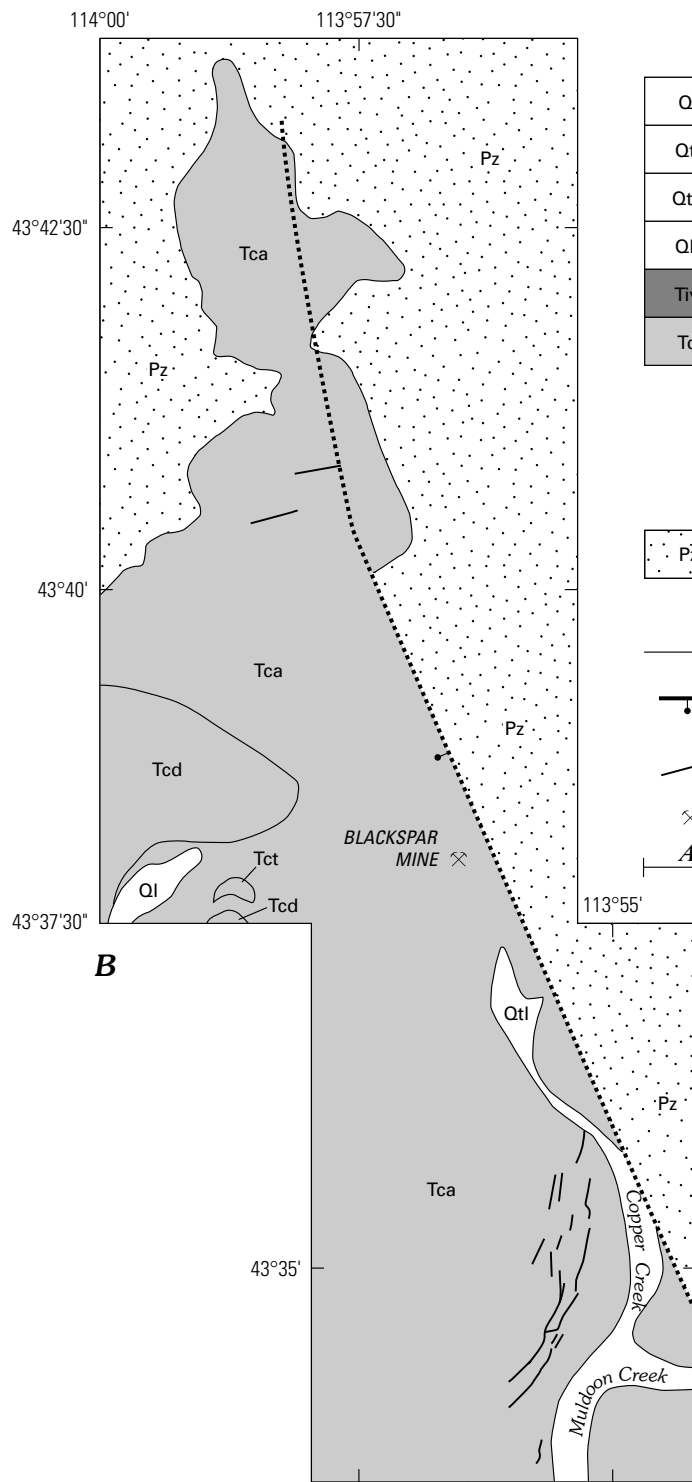 114°00'
113°57'30"
43°42'30"
Pz
Tca
Pz
43°40'
Tca
Pz
Tcd
BLACKSPAR
MINE
Tct
Ql
Tcd
43°37'30"
113°55'
B
Qtl
Pz
Tca
Copper Creek
43°35'
Muldoon Creek